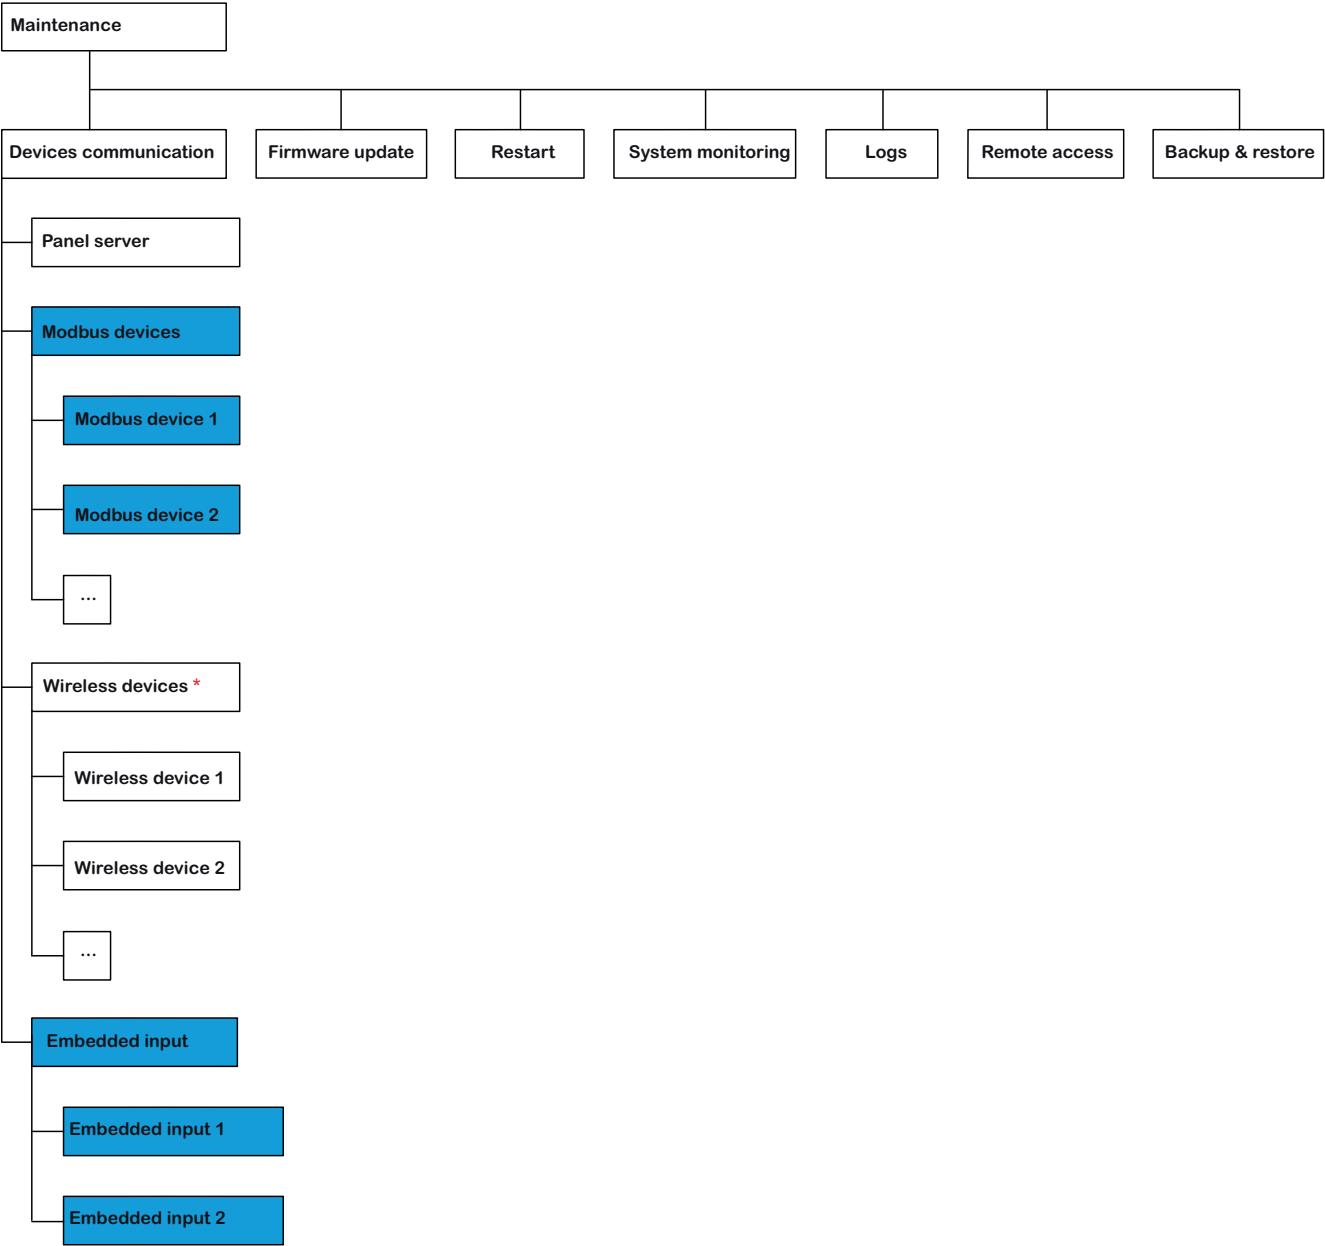 Maintenance
Devices communication
Firmware update
Restart
System monitoring
Logs
Remote access
Backup & restore
Panel server
Modbus devices
Modbus device 1
Modbus device 2
...
Wireless devices *
Wireless device 1
Wireless device 2
...
Embedded input
Embedded input 1
Embedded input 2